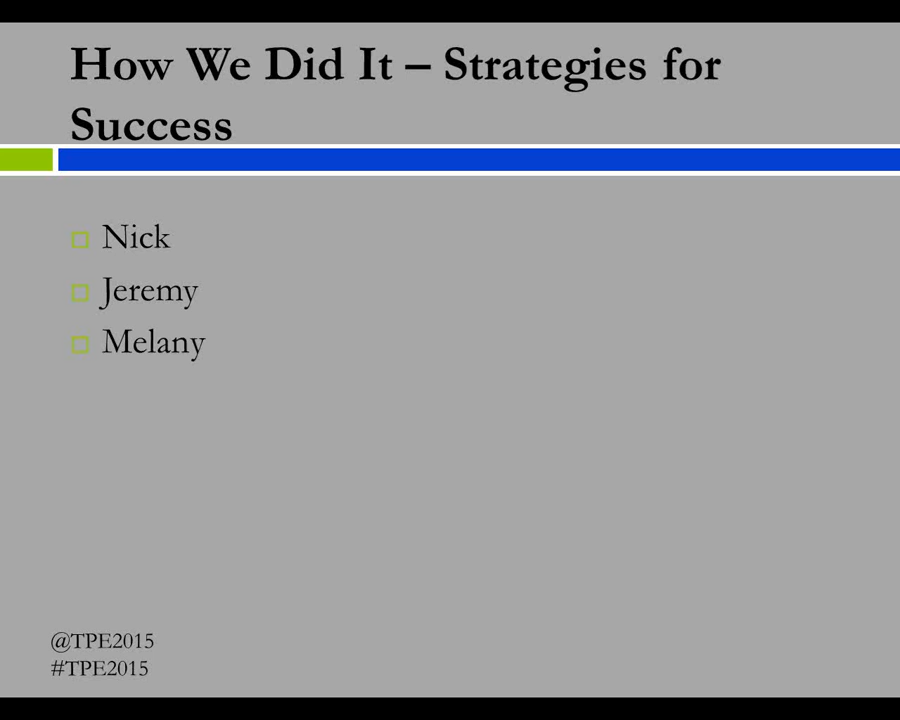 How We Did It – Strategies for
Success
Nick
Jeremy
Melany
@TPE2015
#TPE2015